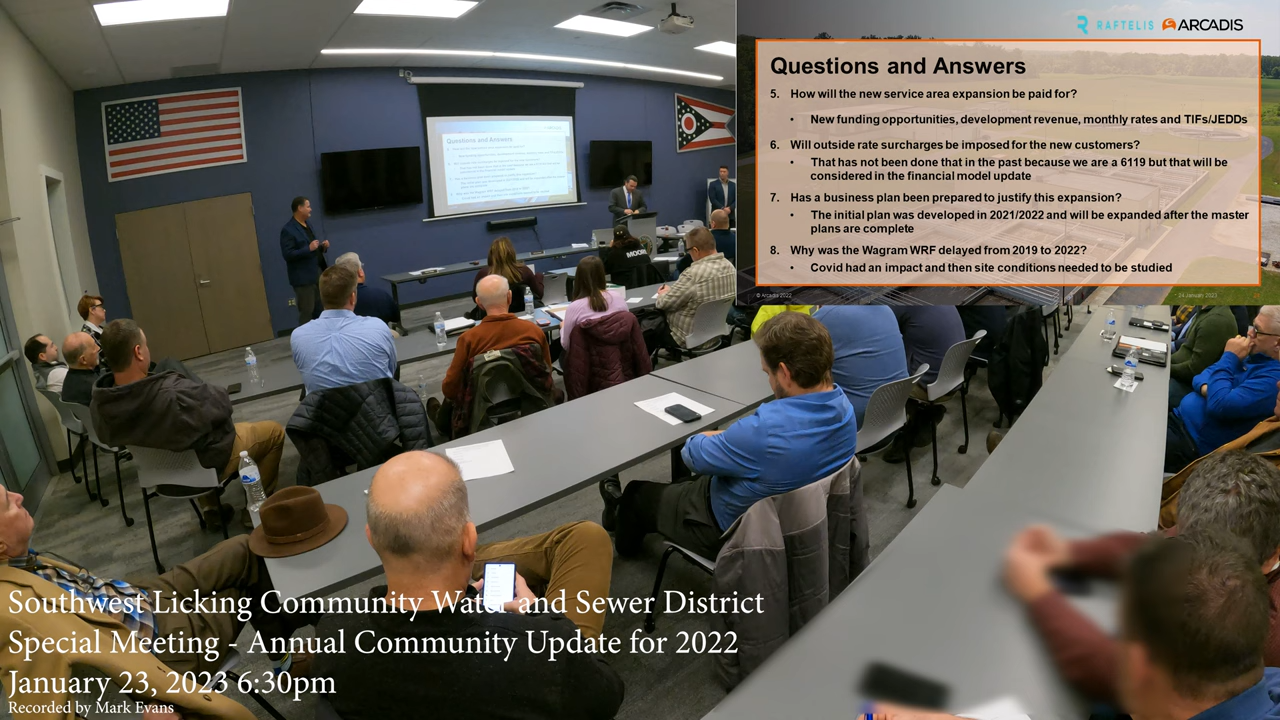 RAFTELIS ARCADIS
Questions and Answers
5. How will the new service area expansion be paid for?
• New funding opportunities, development revenue, monthly rates and TIFs/JEDDs
6. Will outside rate surcharges be imposed for the new customers?
• That has not been done that in the past because we are a 6119 but that will be
considered in the financial model update
7. Has a business plan been prepared to justify this expansion?
• The initial plan was developed in 2021/2022 and will be expanded after the master
plans are complete
8. Why was the Wagram WRF delayed from 2019 to 2022?
• Covid had an impact and then site conditions needed to be studied
© Arcadis 2022
24 January 2023
Questions and Answers
MOON
Southwest Licking Community Water and Sewer District
Special Meeting - Annual Community Update for 2022
January 23, 2023 6:30pm
Recorded by Mark Evans